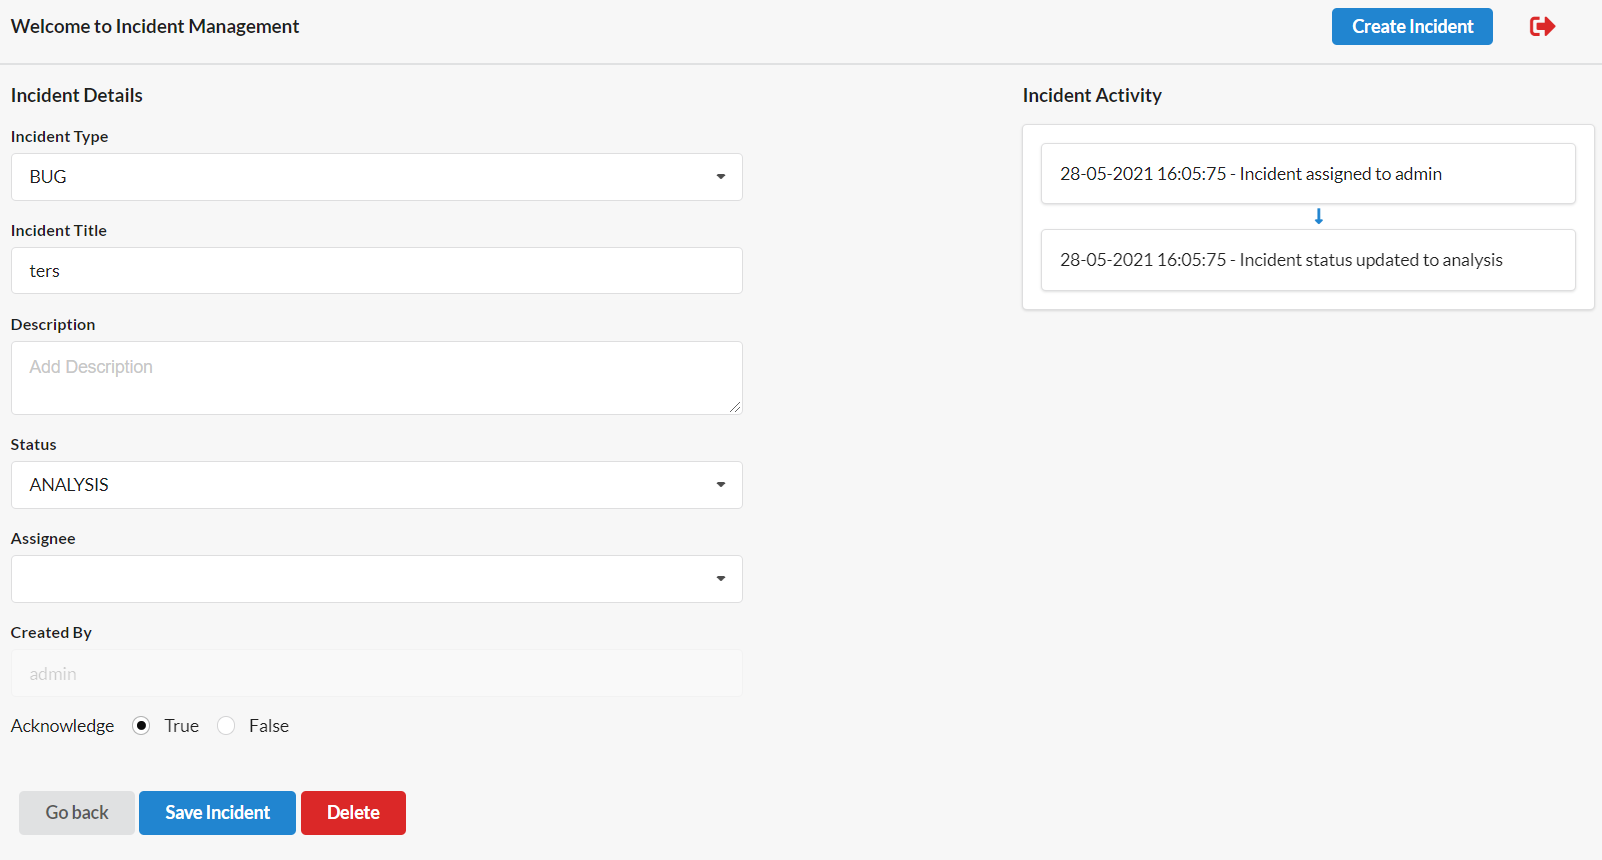 Welcome to Incident Management
Create Incident
Incident Details
Incident Type
BUG
Incident Title
ters
Description
Add Description
Status
ANALYSIS
Assignee
Created By
admin
Acknowledge True False
Go back Save Incident Delete
Incident Activity
28-05-2021 16:05:75 - Incident assigned to admin
28-05-2021 16:05:75 - Incident status updated to analysis